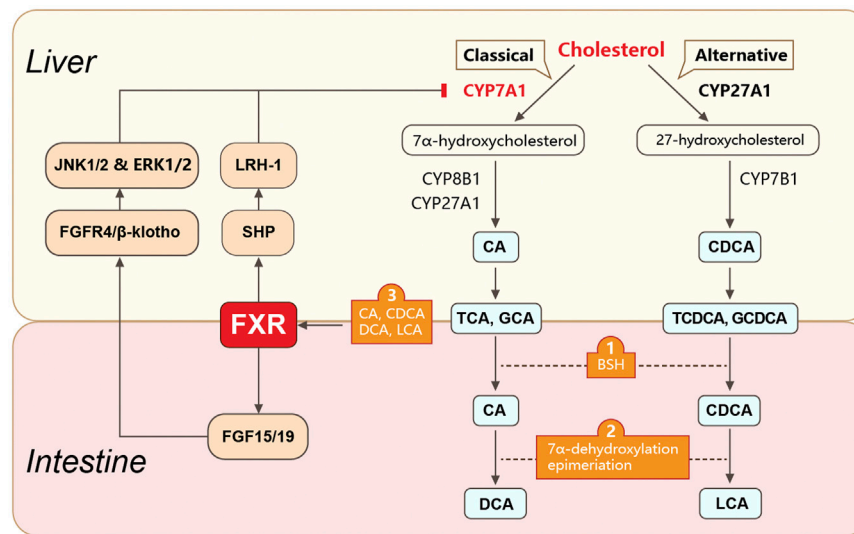 Liver
Classical
Cholesterol
Alternative
CYP7A1
CYP27A1
7α-hydroxycholesterol
27-hydroxycholesterol
JNK1/2 & ERK1/2
LRH-1
CYP8B1
CYP27A1
CYP7B1
FGFR4/β-klotho
SHP
CA
CDCA
FXR
3
CA, CDCA
DCA, LCA
TCA, GCA
TCDCA, GCDCA
1
BSH
CA
CDCA
FGF15/19
Intestine
2
7α-dehydroxylation
epimeriation
DCA
LCA